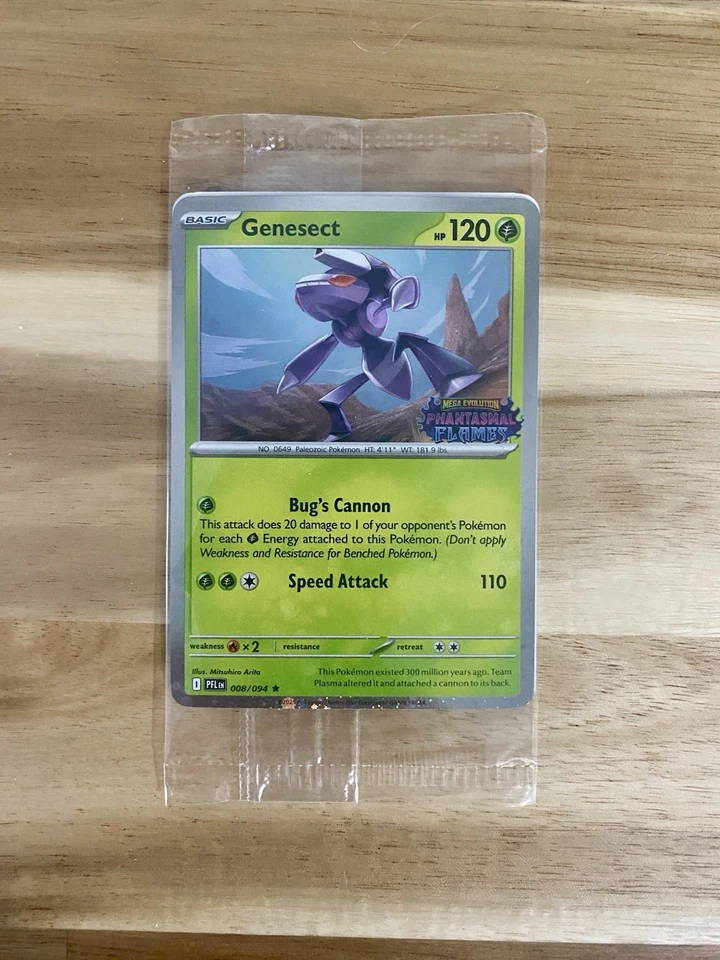 BASIC Genesect HP 120
MEGA EVOLUTION
PHANTASMAL
FLAMES
NO. 0649 Paleozoic Pokémon HT: 4'11" WT: 181.9 lbs
Bug's Cannon
This attack does 20 damage to 1 of your opponent's Pokémon
for each Energy attached to this Pokémon. (Don't apply
Weakness and Resistance for Benched Pokémon.)
Speed Attack 110
weakness ×2 resistance retreat
Illus. Mitsuhiro Arita
This Pokémon existed 300 million years ago. Team
Plasma altered it and attached a cannon to its back.
I PFL EN 008/094 ★